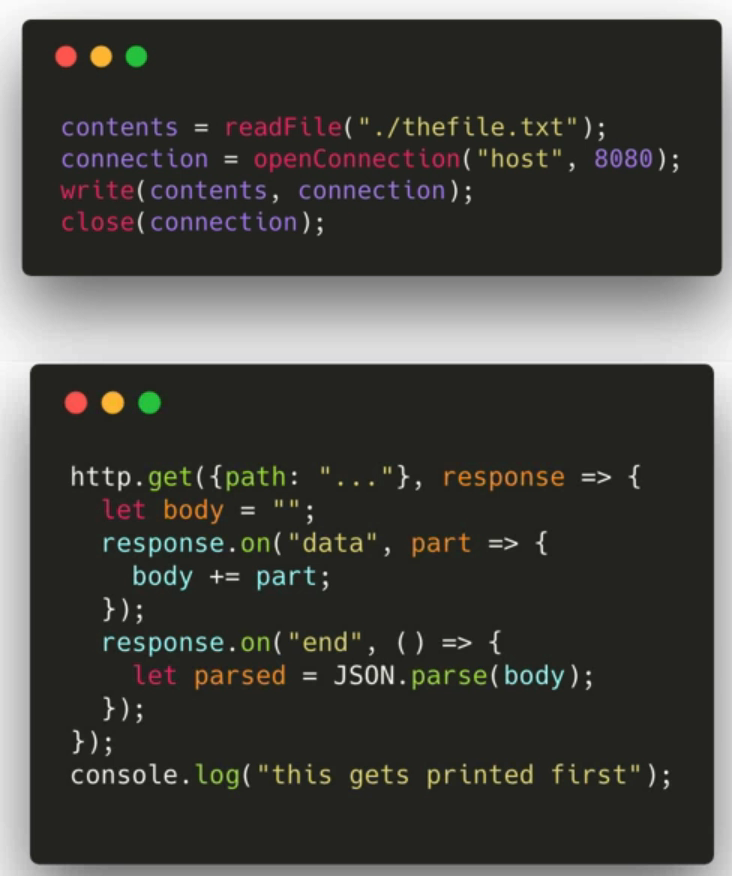 contents = readFile("./thefile.txt");
connection = openConnection("host", 8080);
write(contents, connection);
close(connection);
http.get({path: "..."}, response => {
  let body = "";
  response.on("data", part => {
    body += part;
  });
  response.on("end", () => {
    let parsed = JSON.parse(body);
  });
});
console.log("this gets printed first");